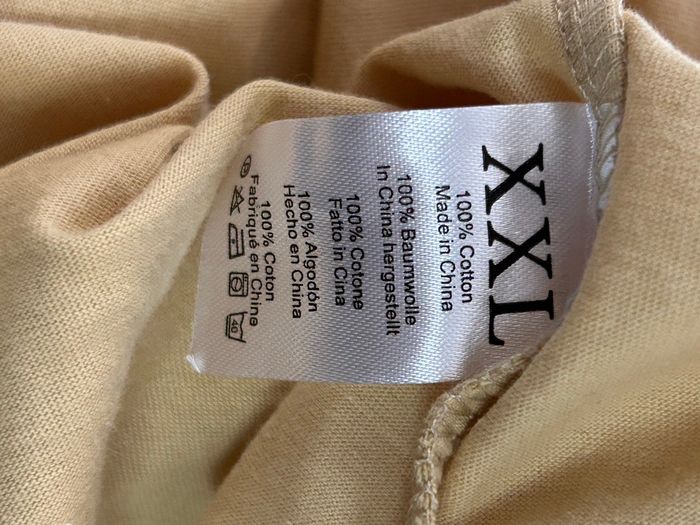 XXL
100% Cotton
Made in China
100% Baumwolle
In China hergestellt
100% Cotone
Fatto in Cina
100% Algodón
Hecho en China
100% Coton
Fabriqué en Chine
40